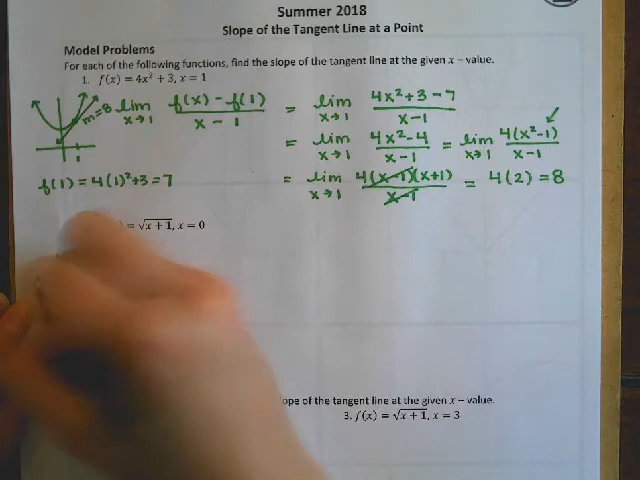 Summer 2018
Slope of the Tangent Line at a Point
Model Problems
For each of the following functions, find the slope of the tangent line at the given x – value.
1. f(x) = 4x² + 3, x = 1
m=8
lim x→1 f(x) - f(1) / x - 1 = lim x→1 4x²+3-7 / x-1
= lim x→1 4x²-4 / x-1 = lim x→1 4(x²-1) / x-1
f(1) = 4(1)²+3 = 7
= lim x→1 4(x-1)(x+1) / x-1 = 4(2) = 8
) = √x + 1, x = 0
ope of the tangent line at the given x – value.
3. f(x) = √x + 1, x = 3